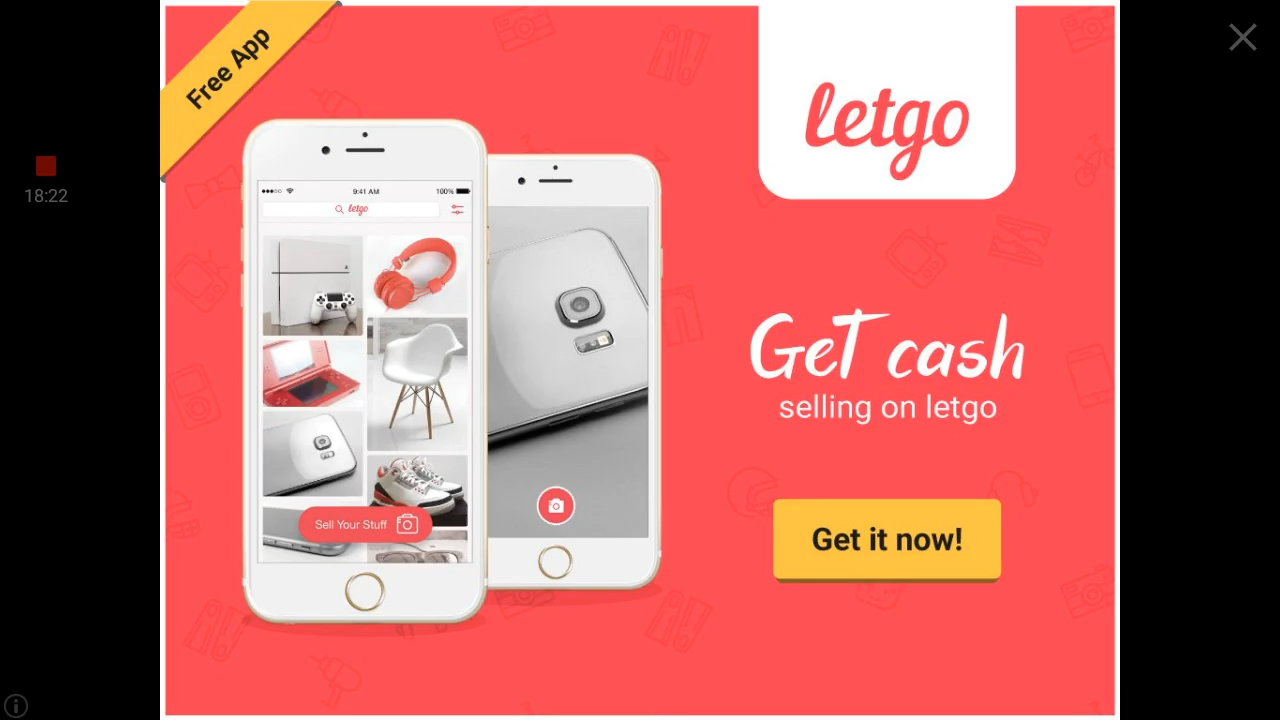 Free App
letgo
18:22
9:41 AM
100%
letgo
GeT cash
selling on letgo
Sell Your Stuff
Get it now!